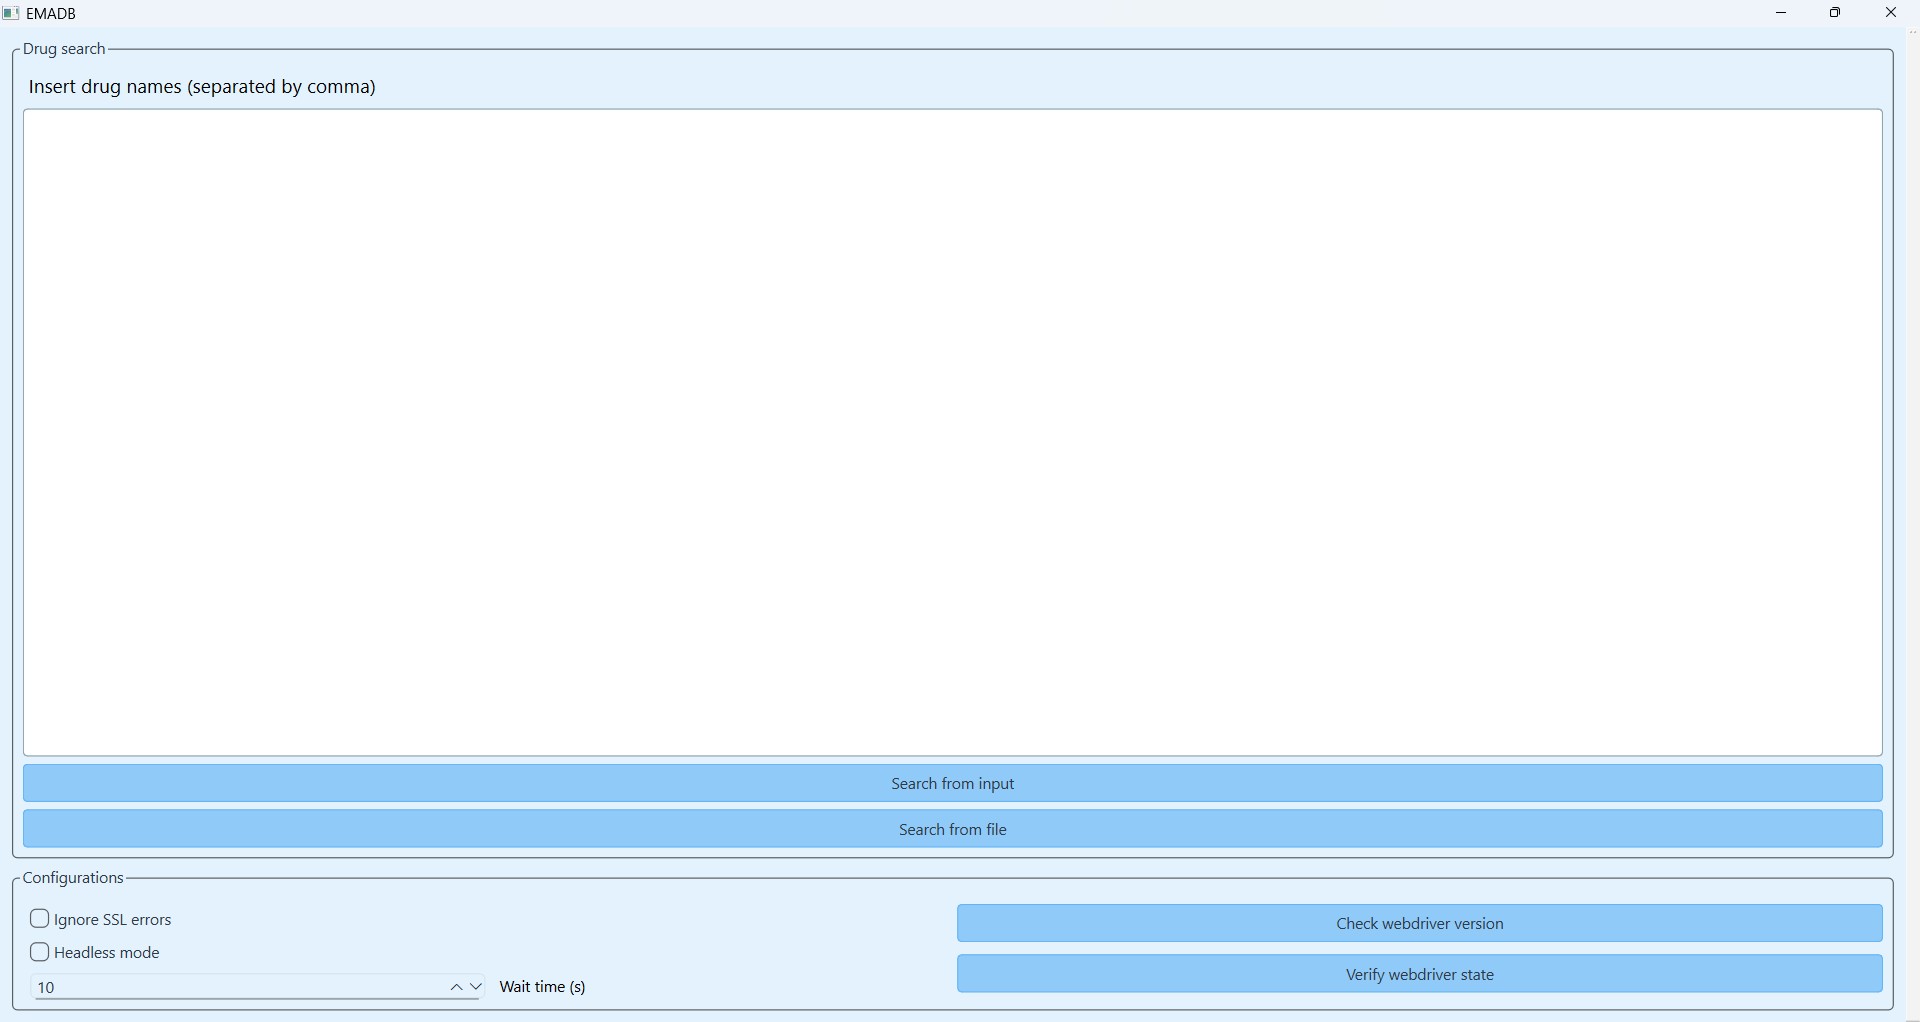 EMADB
Drug search
Insert drug names (separated by comma)
Search from input
Search from file
Configurations
Ignore SSL errors
Headless mode
10 Wait time (s)
Check webdriver version
Verify webdriver state